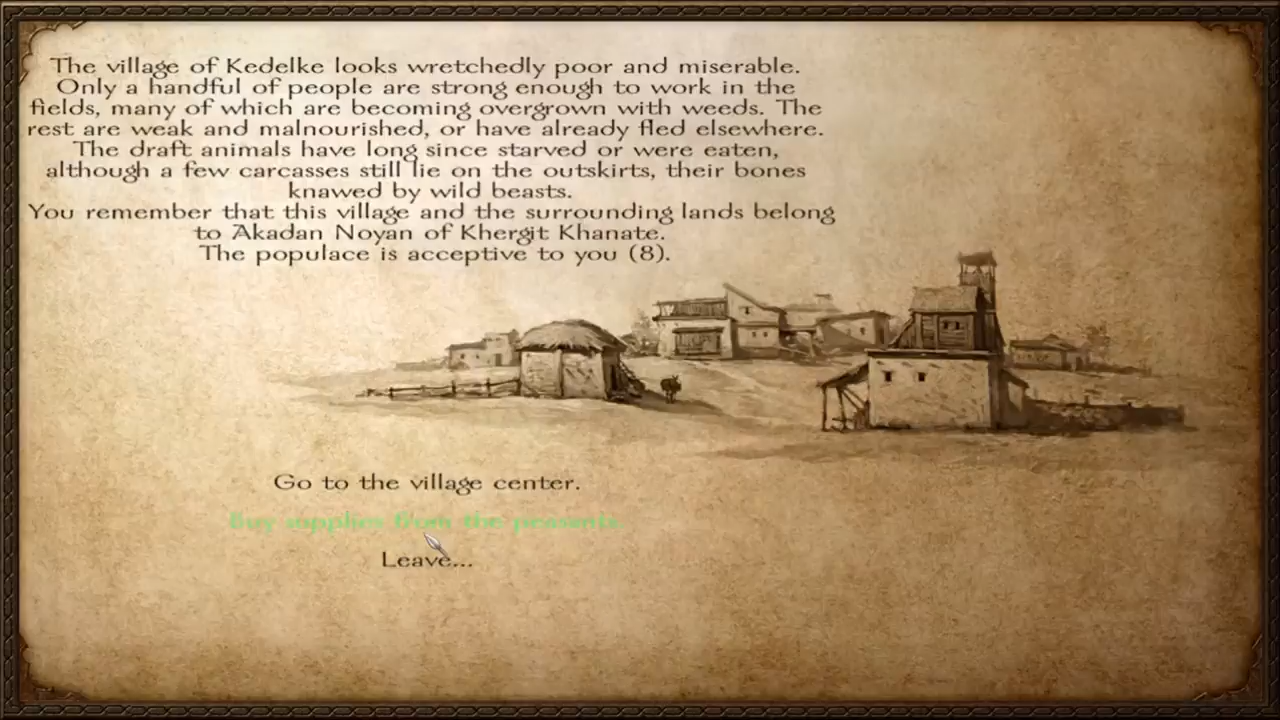 The village of Kedelke looks wretchedly poor and miserable.
Only a handful of people are strong enough to work in the
fields, many of which are becoming overgrown with weeds. The
rest are weak and malnourished, or have already fled elsewhere.
The draft animals have long since starved or were eaten,
although a few carcasses still lie on the outskirts, their bones
knawed by wild beasts.
You remember that this village and the surrounding lands belong
to Akadan Noyan of Khergit Khanate.
The populace is acceptive to you (8).
Go to the village center.
Buy supplies from the peasants.
Leave...